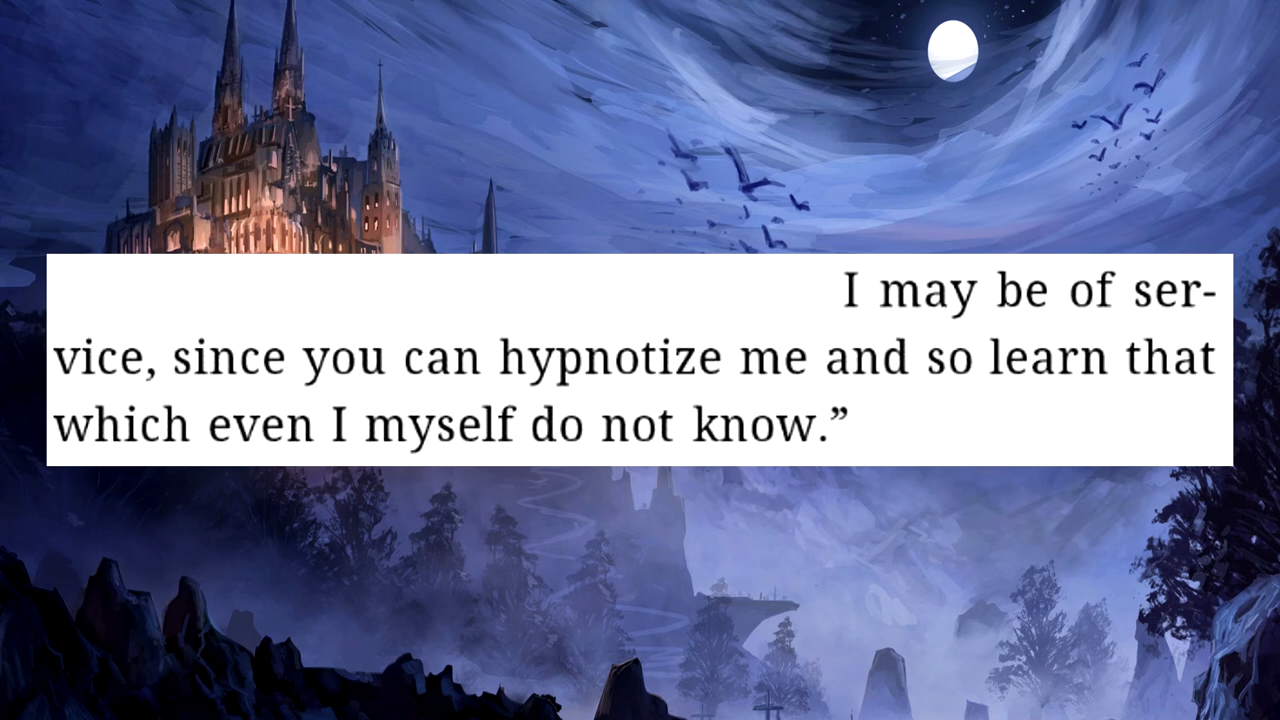 I may be of ser-
vice, since you can hypnotize me and so learn that
which even I myself do not know.”